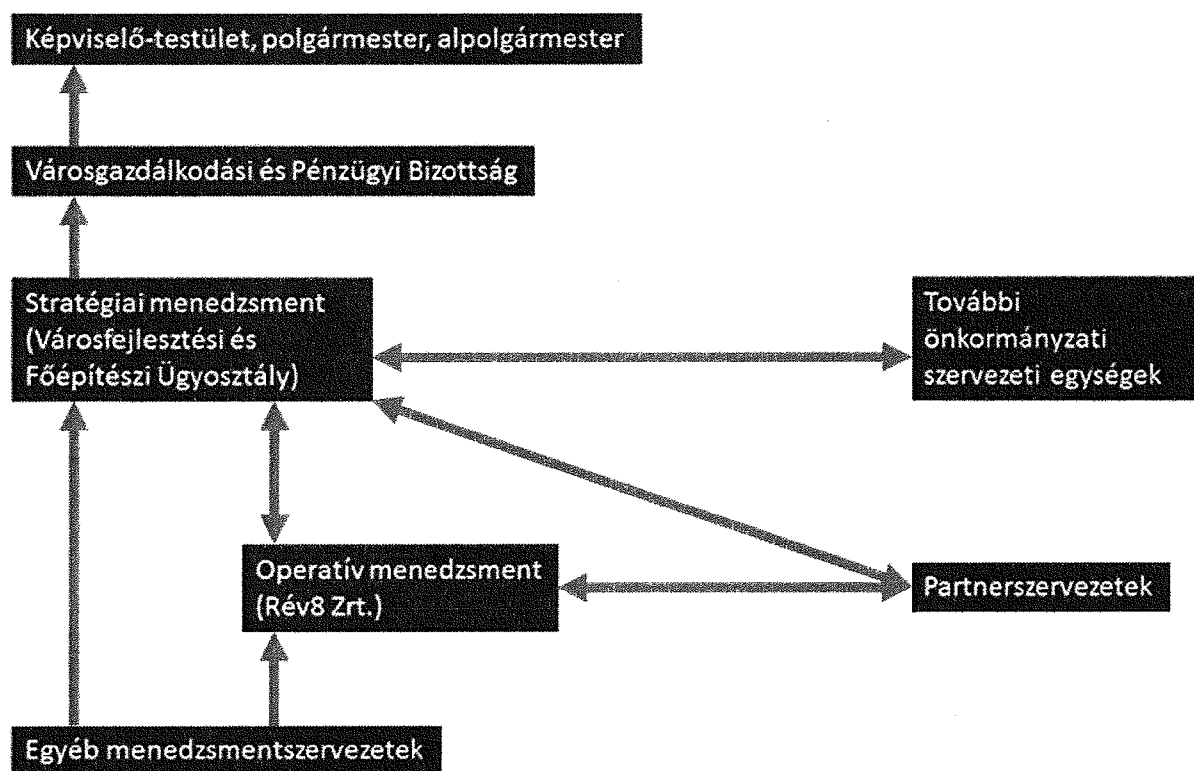 Képviselő-testület, polgármester, alpolgármester
Városgazdálkodási és Pénzügyi Bizottság
Stratégiai menedzsment
(Városfejlesztési és
Főépítészi Ügyosztály)
További
önkormányzati
szervezeti egységek
Operatív menedzsment
(Rév8 Zrt.)
Partnerszervezetek
Egyéb menedzsmentszervezetek